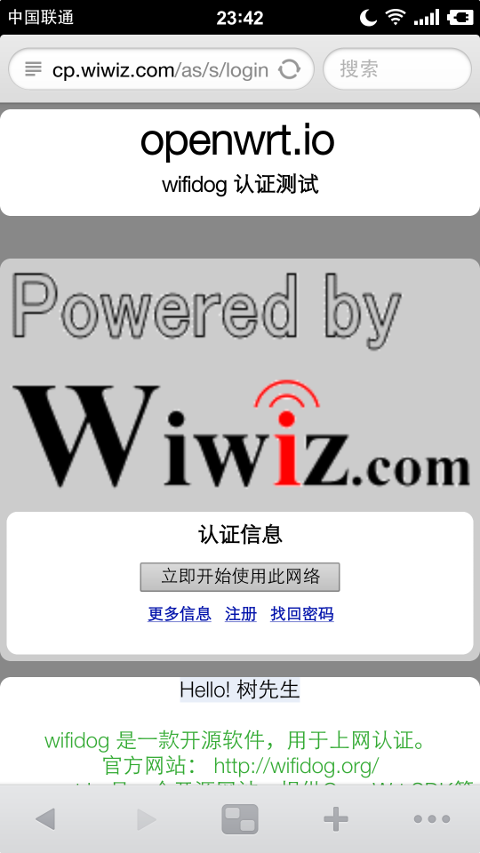 中国联通 23:42
cp.wiwiz.com/as/s/login 搜索
openwrt.io
wifidog 认证测试
Powered by
Wiwiz.com
认证信息
立即开始使用此网络
更多信息 注册 找回密码
Hello! 树先生
wifidog 是一款开源软件，用于上网认证。
官方网站： http://wifidog.org/